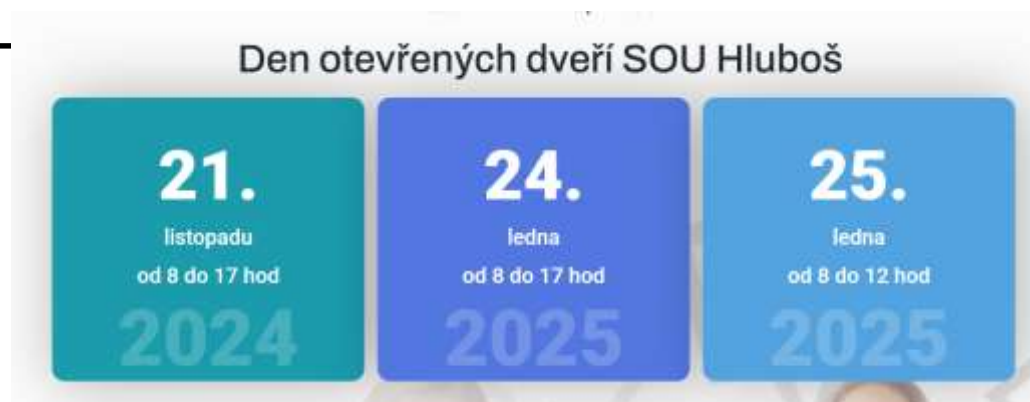 Den otevřených dveří SOU Hluboš
21.
listopadu
od 8 do 17 hod
2024
24.
ledna
od 8 do 17 hod
2025
25.
ledna
od 8 do 12 hod
2025